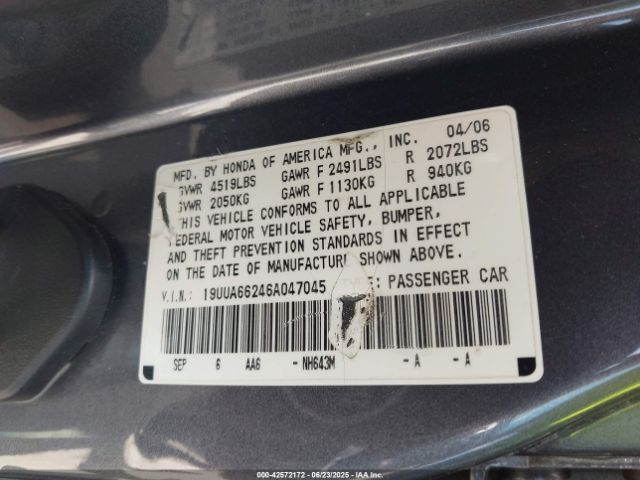 MFD. BY HONDA OF AMERICA MFG., INC. 04/06
GVWR 4519LBS GAWR F 2491LBS R 2072LBS
GVWR 2050KG GAWR F 1130KG R 940KG
THIS VEHICLE CONFORMS TO ALL APPLICABLE
FEDERAL MOTOR VEHICLE SAFETY, BUMPER,
AND THEFT PREVENTION STANDARDS IN EFFECT
ON THE DATE OF MANUFACTURE SHOWN ABOVE.
V.I.N.: 19UUA66246A047045 : PASSENGER CAR
SEP 6 AA6 - NH643M - A - A
000-42572172 - 06/23/2025 - IAA Inc.